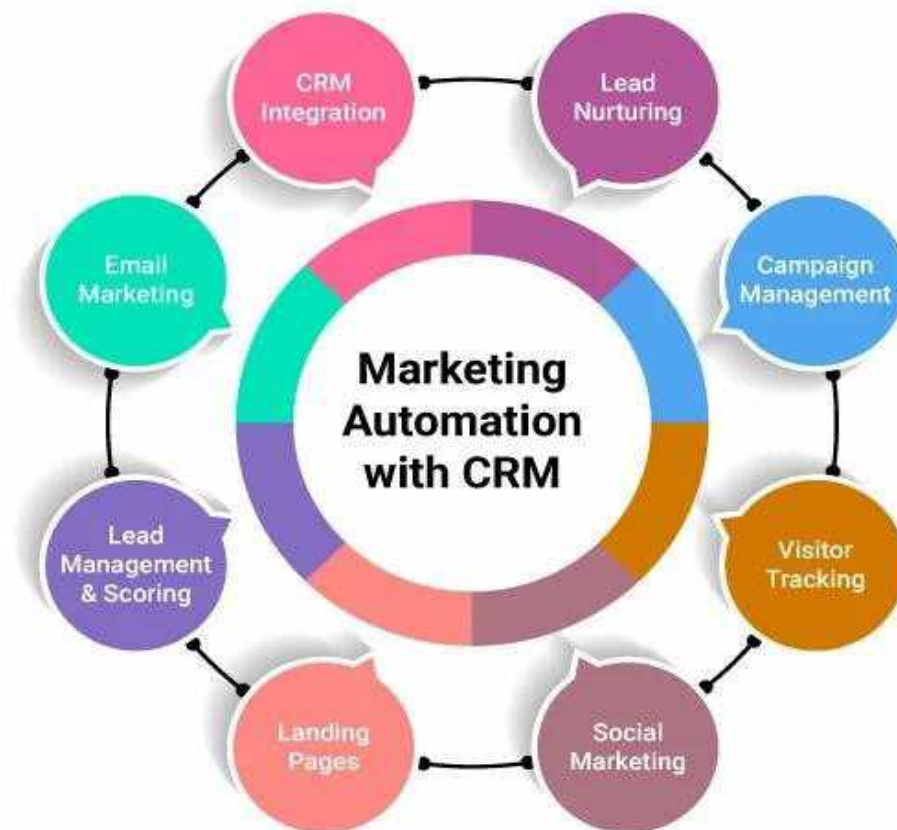 CRM
Integration
Lead
Nurturing
Email
Marketing
Campaign
Management
Marketing
Automation
with CRM
Lead
Management
& Scoring
Visitor
Tracking
Landing
Pages
Social
Marketing